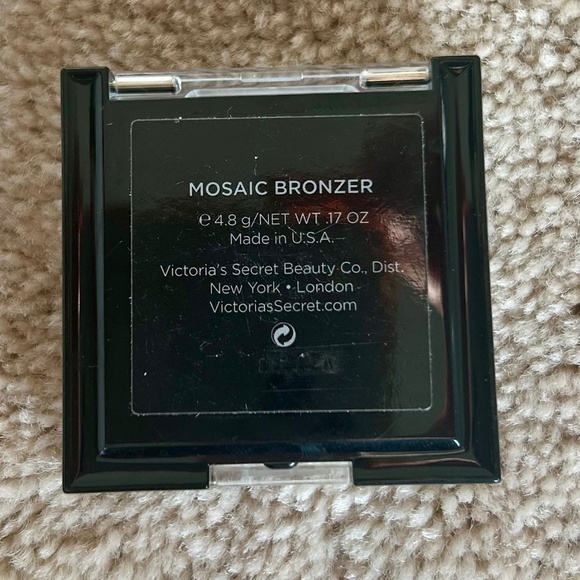 MOSAIC BRONZER
℮ 4.8 g/NET WT .17 OZ
Made in U.S.A.
Victoria's Secret Beauty Co., Dist.
New York • London
VictoriasSecret.com